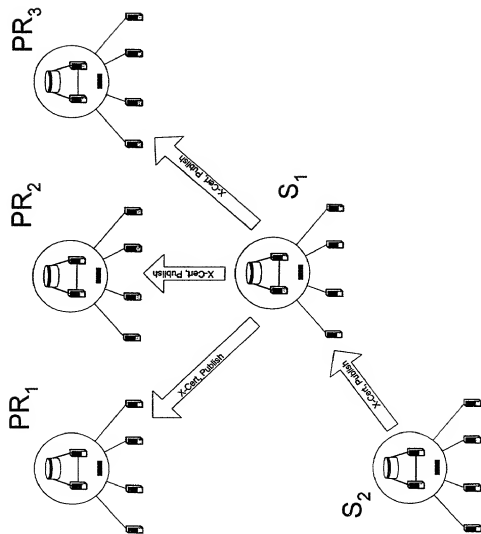 PR1
PR2
PR3
X-Cert, Publish
X-Cert, Publish
X-Cert, Publish
S1
X-Cert, Publish
S2